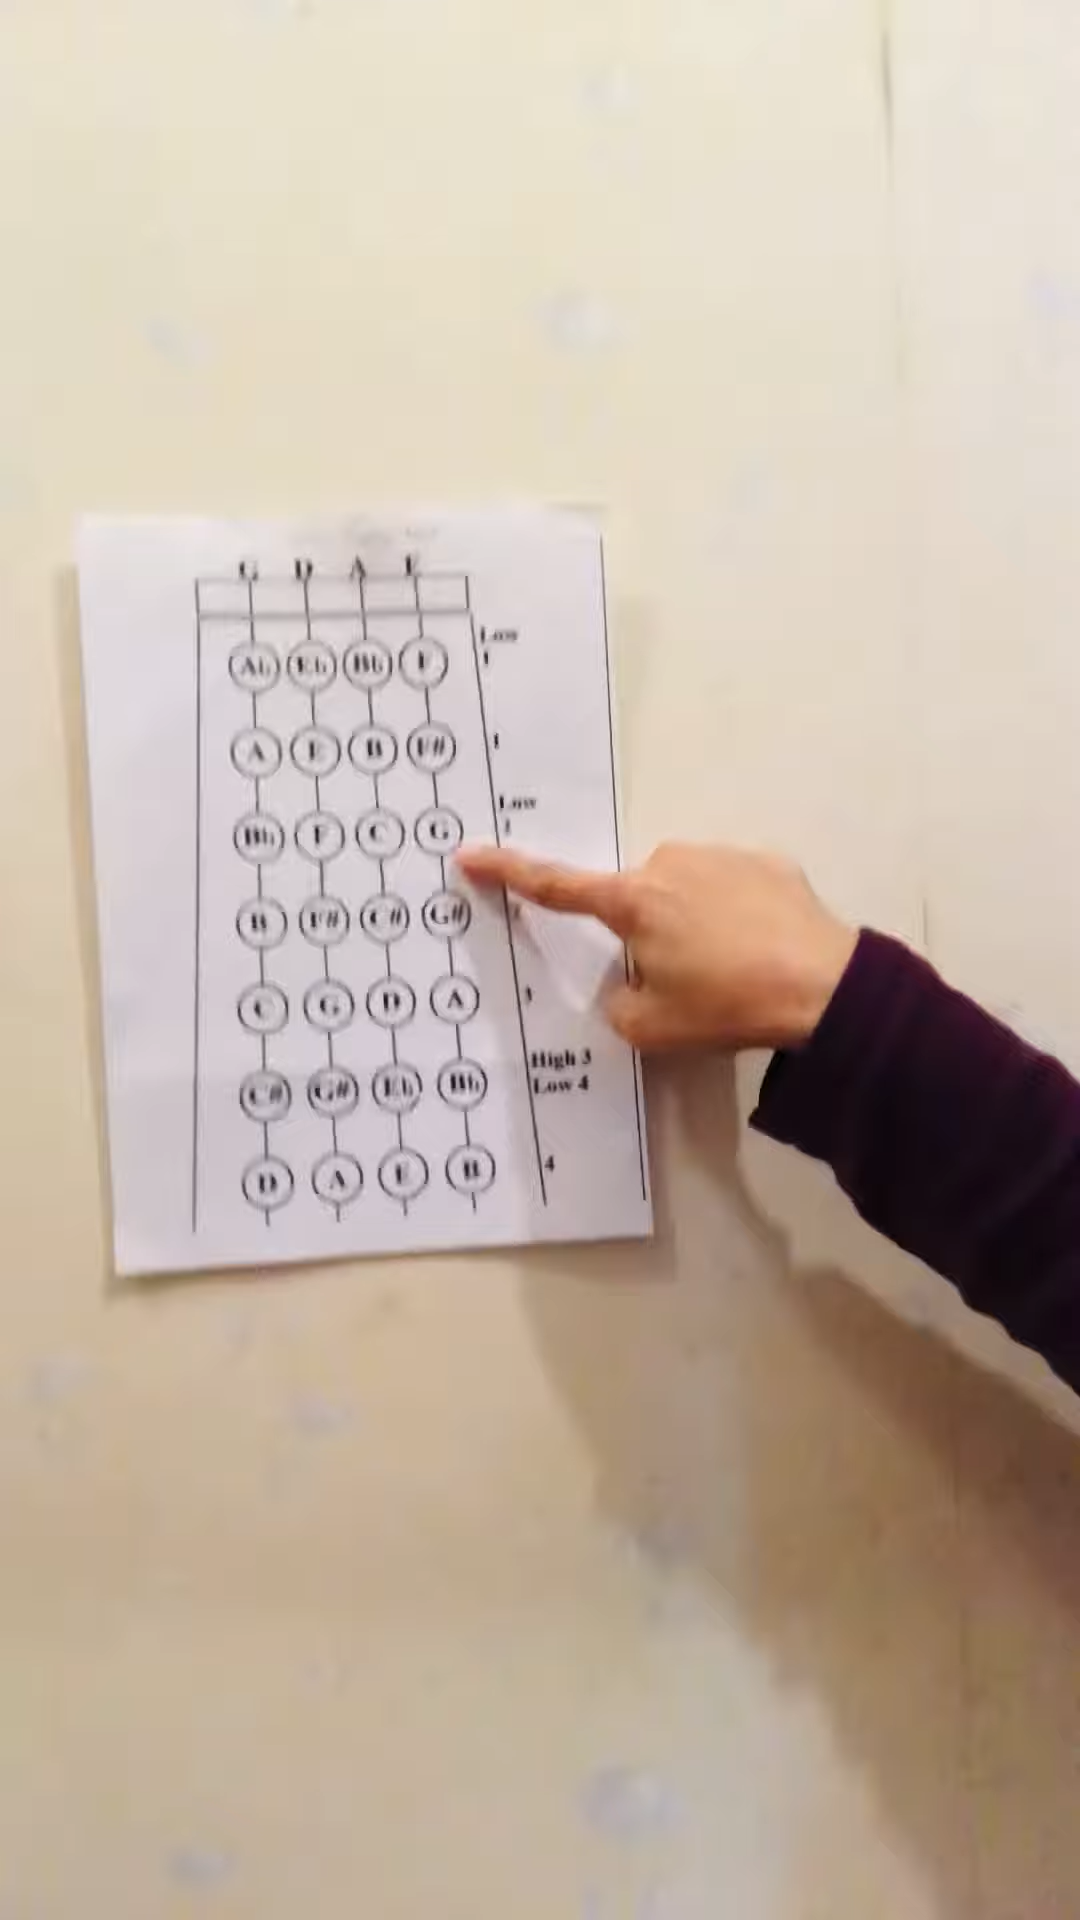 G D A E
Low
Ab Eb Bb F 1
A E B F# 1
Low
Bb F C G 2
B F# C# G#
C G D A 3
High 3
C# G# Eb Bb Low 4
D A E B 4